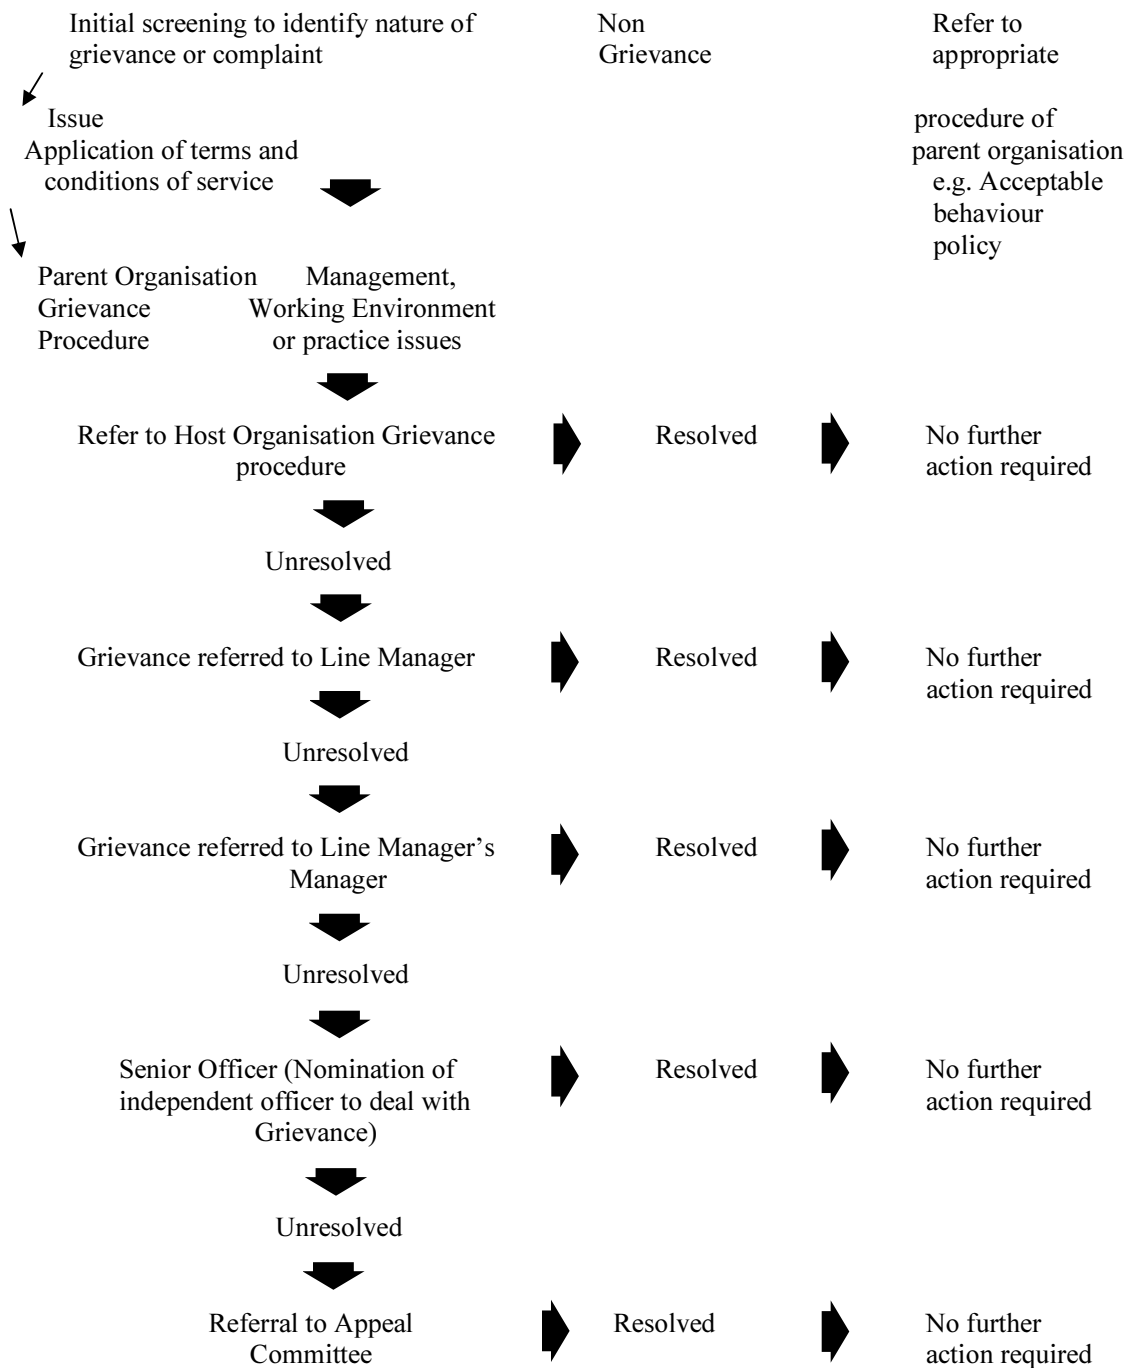 Initial screening to identify nature of
grievance or complaint
Non
Grievance
Refer to
appropriate
Issue
Application of terms and
conditions of service
procedure of
parent organisation
e.g. Acceptable
behaviour
policy
Parent Organisation
Grievance
Procedure
Management,
Working Environment
or practice issues
Refer to Host Organisation Grievance
procedure
Resolved
No further
action required
Unresolved
Grievance referred to Line Manager
Resolved
No further
action required
Unresolved
Grievance referred to Line Manager’s
Manager
Resolved
No further
action required
Unresolved
Senior Officer (Nomination of
independent officer to deal with
Grievance)
Resolved
No further
action required
Unresolved
Referral to Appeal
Committee
Resolved
No further
action required